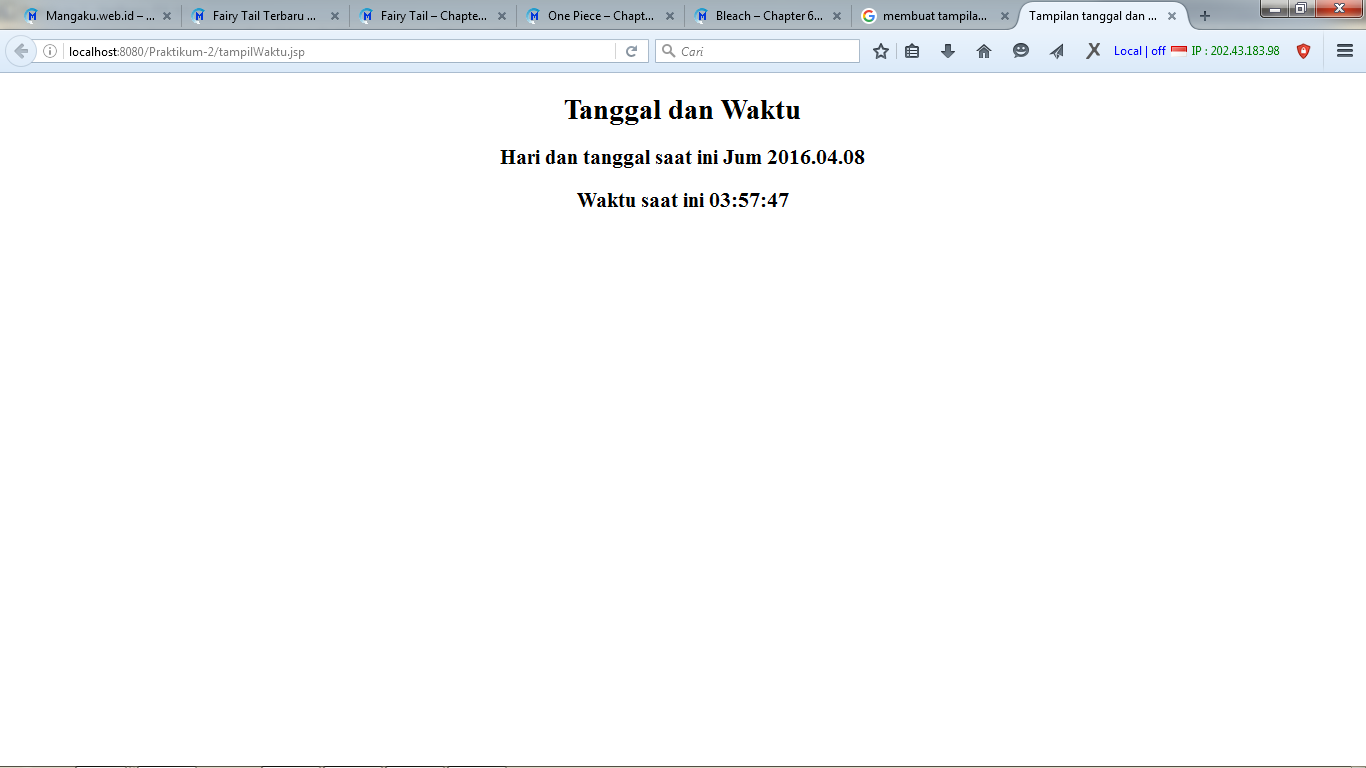 Mangaku.web.id – ...
Fairy Tail Terbaru ...
Fairy Tail – Chapte...
One Piece – Chapt...
Bleach – Chapter 6...
membuat tampila...
Tampilan tanggal dan ...
localhost:8080/Praktikum-2/tampilWaktu.jsp
Cari
Local | off
IP : 202.43.183.98
Tanggal dan Waktu
Hari dan tanggal saat ini Jum 2016.04.08
Waktu saat ini 03:57:47